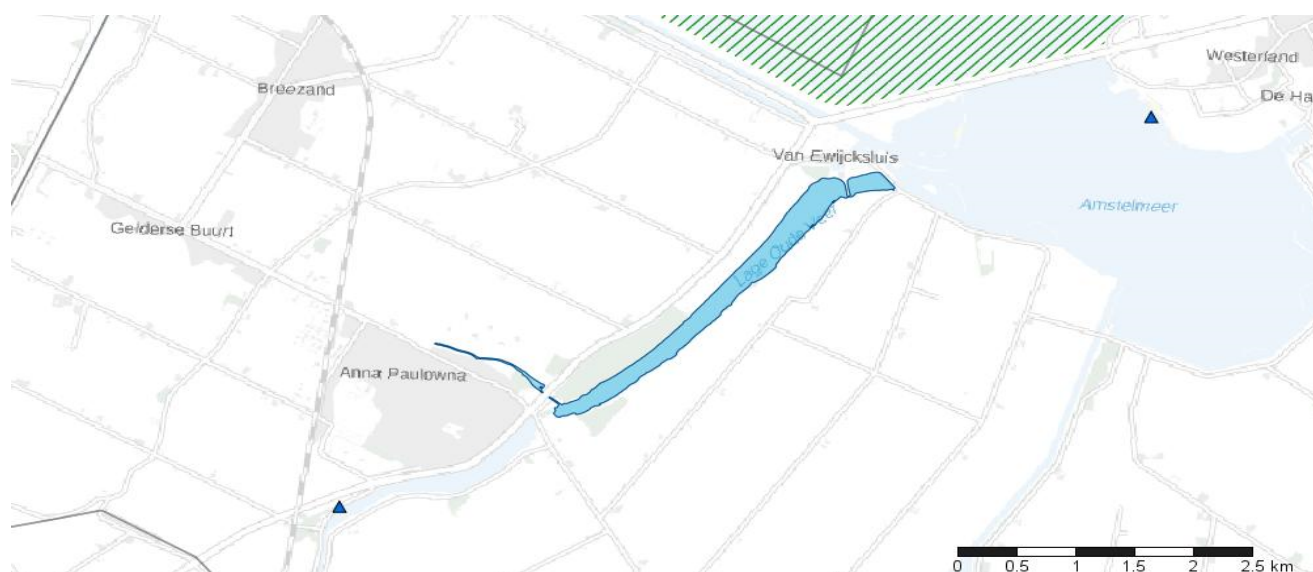 Westerland
Breezand
De Ha
Van Ewijcksluis
Amstelmeer
Gelderse Buurt
Lage Oude Veer
Anna Paulowna
0 0.5 1 1.5 2 2.5 km